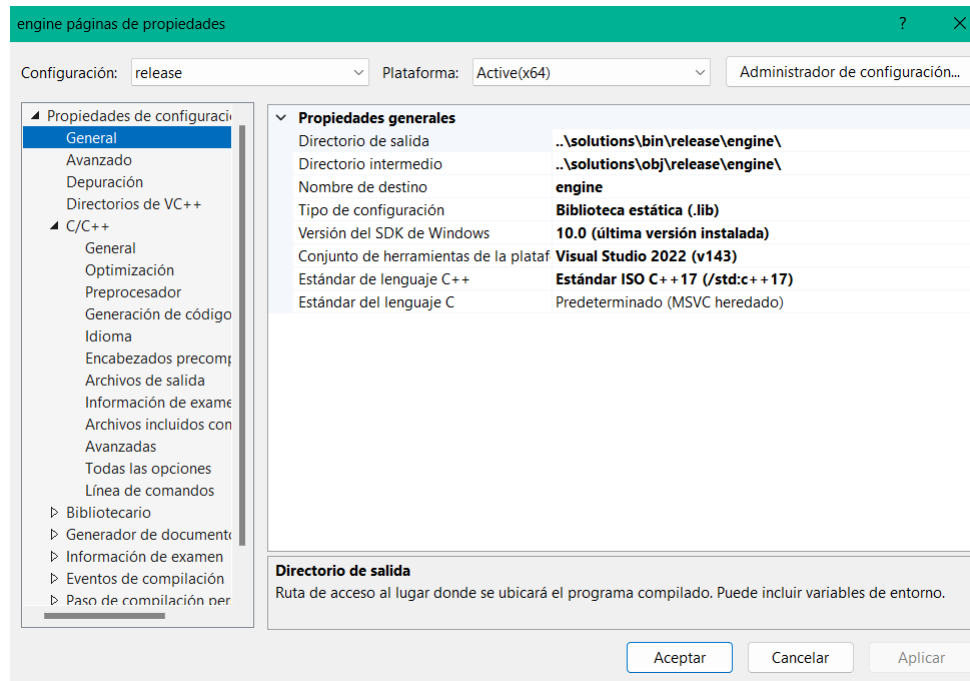 engine páginas de propiedades
Configuración: release Plataforma: Active(x64) Administrador de configuración...
Propiedades de configuraci
General
Avanzado
Depuración
Directorios de VC++
C/C++
General
Optimización
Preprocesador
Generación de código
Idioma
Encabezados precomp
Archivos de salida
Información de exame
Archivos incluidos con
Avanzadas
Todas las opciones
Línea de comandos
Bibliotecario
Generador de document
Información de examen
Eventos de compilación
Paso de compilación per
Propiedades generales
Directorio de salida ..\solutions\bin\release\engine\
Directorio intermedio ..\solutions\obj\release\engine\
Nombre de destino engine
Tipo de configuración Biblioteca estática (.lib)
Versión del SDK de Windows 10.0 (última versión instalada)
Conjunto de herramientas de la plataf Visual Studio 2022 (v143)
Estándar de lenguaje C++ Estándar ISO C++17 (/std:c++17)
Estándar del lenguaje C Predeterminado (MSVC heredado)
Directorio de salida
Ruta de acceso al lugar donde se ubicará el programa compilado. Puede incluir variables de entorno.
Aceptar Cancelar Aplicar